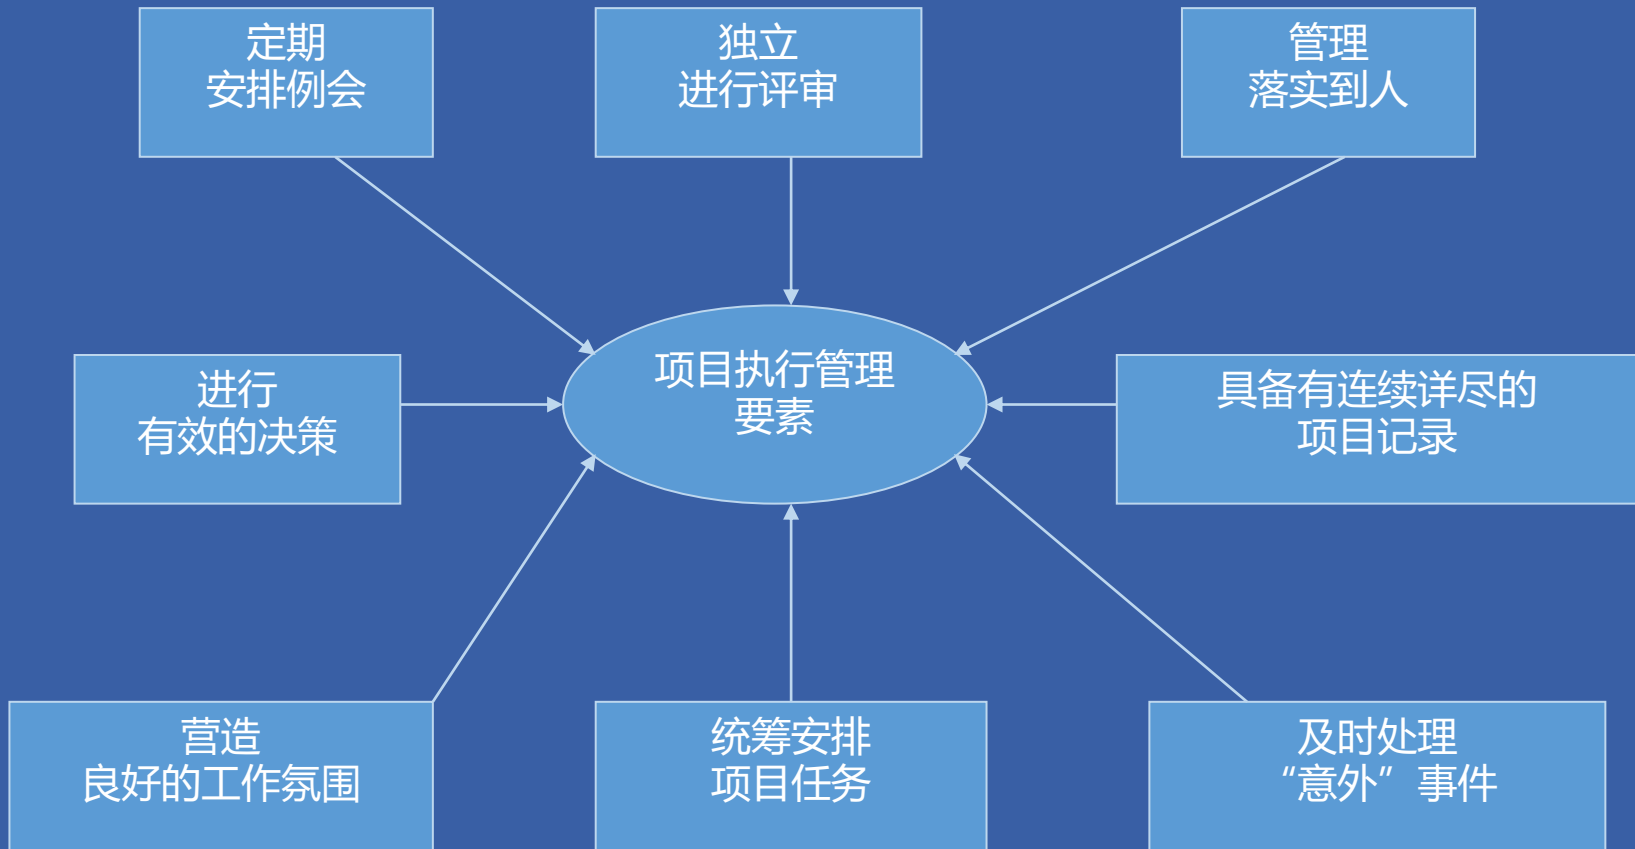 定期
安排例会
独立
进行评审
管理
落实到人
进行
有效的决策
项目执行管理
要素
具备有连续详尽的
项目记录
营造
良好的工作氛围
统筹安排
项目任务
及时处理
“意外”事件